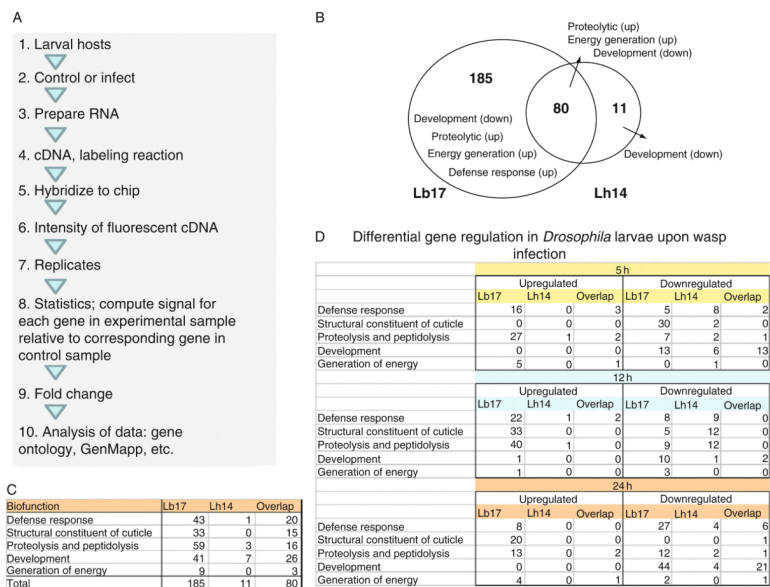 A
1. Larval hosts
2. Control or infect
3. Prepare RNA
4. cDNA, labeling reaction
5. Hybridize to chip
6. Intensity of fluorescent cDNA
7. Replicates
8. Statistics; compute signal for
each gene in experimental sample
relative to corresponding gene in
control sample
9. Fold change
10. Analysis of data: gene
ontology, GenMapp, etc.
B
Proteolytic (up)
Energy generation (up)
Development (down)
185
80
11
Development (down)
Proteolytic (up)
Energy generation (up)
Defense response (up)
Development (down)
Lb17
Lh14
C
Biofunction Lb17 Lh14 Overlap
Defense response 43 1 20
Structural constituent of cuticle 33 0 15
Proteolysis and peptidolysis 59 3 16
Development 41 7 26
Generation of energy 9 0 3
Total 185 11 80
D Differential gene regulation in Drosophila larvae upon wasp
infection
5 h
Upregulated Downregulated
Lb17 Lh14 Overlap Lb17 Lh14 Overlap
Defense response 16 0 3 5 8 2
Structural constituent of cuticle 0 0 0 30 2 0
Proteolysis and peptidolysis 27 1 2 7 2 1
Development 0 0 0 13 6 13
Generation of energy 5 0 1 0 1 0
12 h
Upregulated Downregulated
Lb17 Lh14 Overlap Lb17 Lh14 Overlap
Defense response 22 1 2 8 9 0
Structural constituent of cuticle 33 0 0 5 12 0
Proteolysis and peptidolysis 40 1 0 9 12 0
Development 1 0 0 10 1 2
Generation of energy 1 0 0 3 0 0
24 h
Upregulated Downregulated
Lb17 Lh14 Overlap Lb17 Lh14 Overlap
Defense response 8 0 0 27 4 6
Structural constituent of cuticle 20 0 0 0 0 1
Proteolysis and peptidolysis 13 0 2 12 2 1
Development 0 0 0 44 4 21
Generation of energy 4 0 1 2 0 1